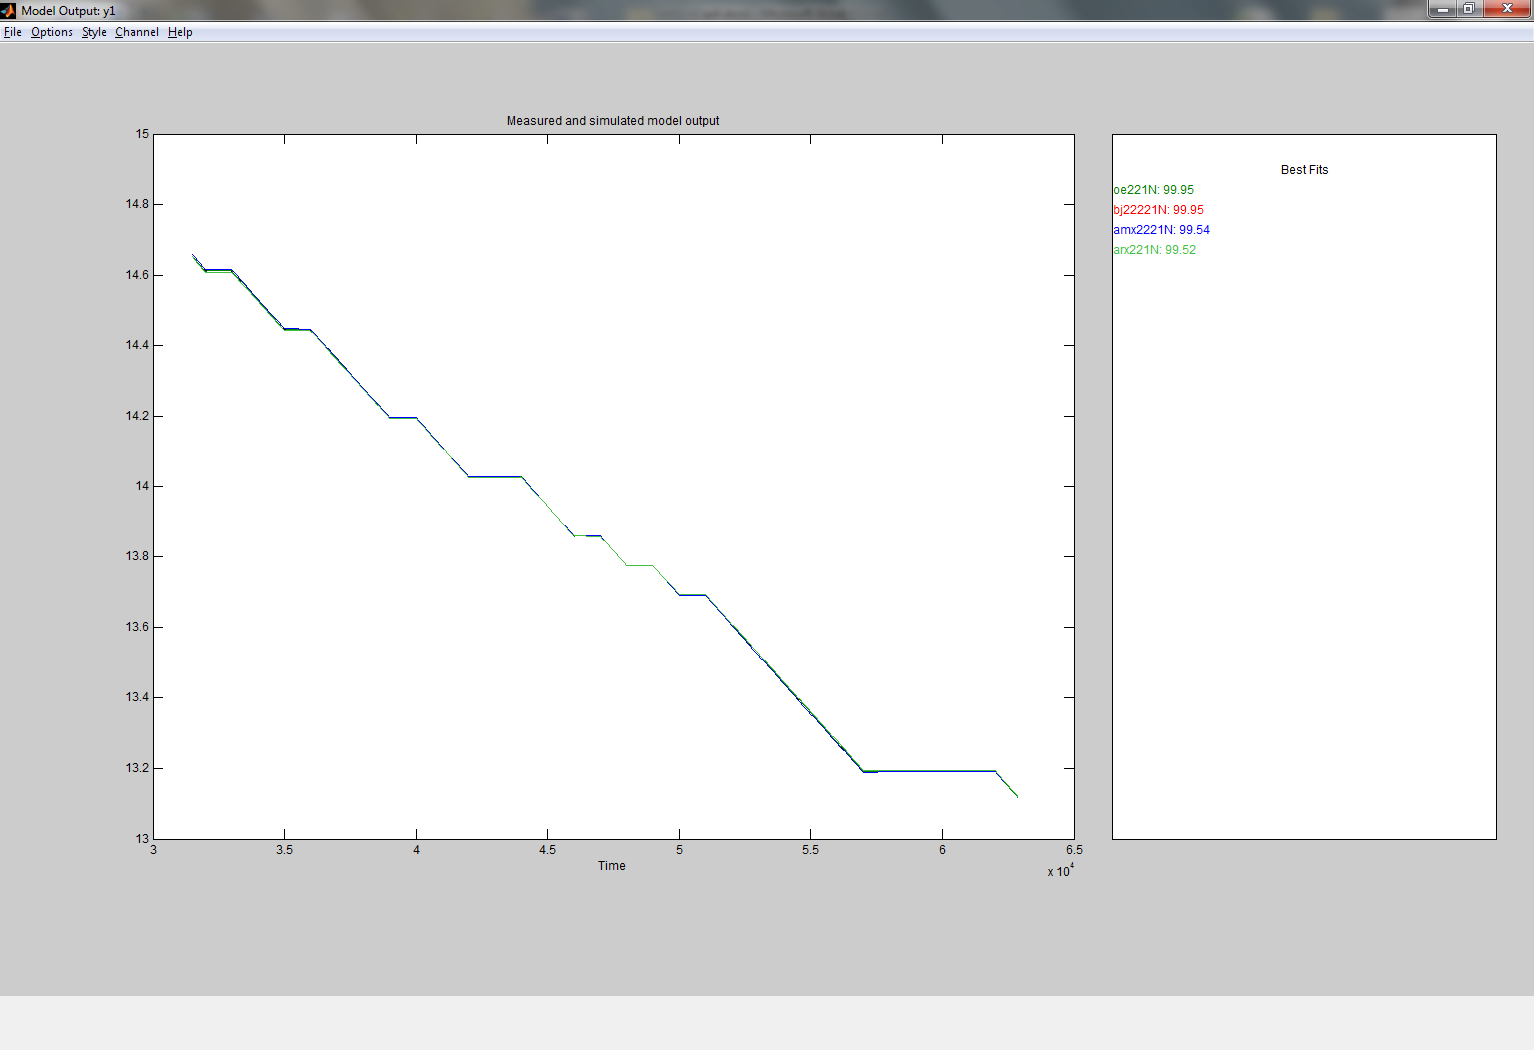 Model Output: y1
File Options Style Channel Help
Measured and simulated model output
15
14.8
14.6
14.4
14.2
14
13.8
13.6
13.4
13.2
13
3 3.5 4 4.5 5 5.5 6 6.5
Time
x 10^4
Best Fits
oe221N: 99.95
bj22221N: 99.95
amx2221N: 99.54
arx221N: 99.52